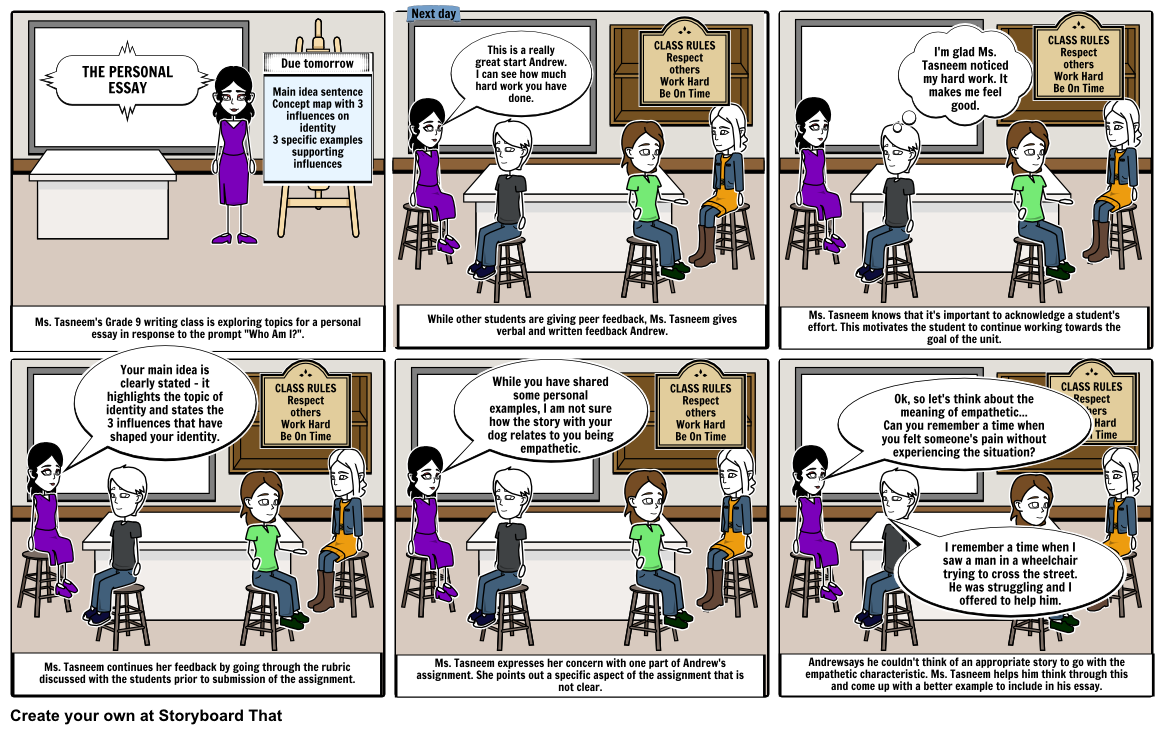 THE PERSONAL
ESSAY
Due tomorrow
Main idea sentence
Concept map with 3
influences on
identity
3 specific examples
supporting
influences
Ms. Tasneem's Grade 9 writing class is exploring topics for a personal
essay in response to the prompt "Who Am I?".
Next day
This is a really
great start Andrew.
I can see how much
hard work you have
done.
CLASS RULES
Respect
others
Work Hard
Be On Time
While other students are giving peer feedback, Ms. Tasneem gives
verbal and written feedback Andrew.
I'm glad Ms.
Tasneem noticed
my hard work. It
makes me feel
good.
CLASS RULES
Respect
others
Work Hard
Be On Time
Ms. Tasneem knows that it's important to acknowledge a student's
effort. This motivates the student to continue working towards the
goal of the unit.
Your main idea is
clearly stated - it
highlights the topic of
identity and states the
3 influences that have
shaped your identity.
CLASS RULES
Respect
others
Work Hard
Be On Time
Ms. Tasneem continues her feedback by going through the rubric
discussed with the students prior to submission of the assignment.
While you have shared
some personal
examples, I am not sure
how the story with your
dog relates to you being
empathetic.
CLASS RULES
Respect
others
Work Hard
Be On Time
Ms. Tasneem expresses her concern with one part of Andrew's
assignment. She points out a specific aspect of the assignment that is
not clear.
Ok, so let's think about the
meaning of empathetic...
Can you remember a time when
you felt someone's pain without
experiencing the situation?
CLASS RULES
Respect
hers
Hard
Time
I remember a time when I
saw a man in a wheelchair
trying to cross the street.
He was struggling and I
offered to help him.
Andrewsays he couldn't think of an appropriate story to go with the
empathetic characteristic. Ms. Tasneem helps him think through this
and come up with a better example to include in his essay.
Create your own at Storyboard That